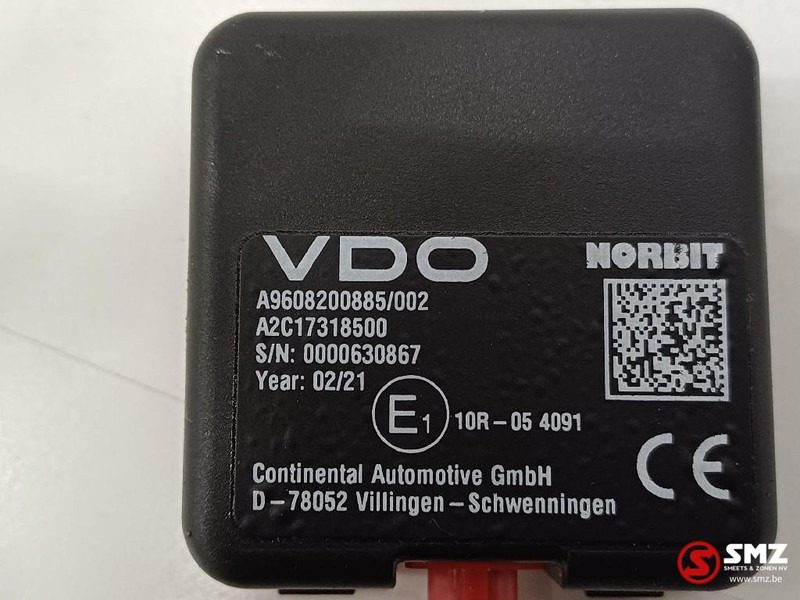 VDO
NORBIT
A9608200885/002
A2C17318500
S/N: 0000630867
Year: 02/21
E1
10R-05 4091
CE
Continental Automotive GmbH
D-78052 Villingen-Schwenningen
SMZ
SMEETS & ZONEN NV
www.smz.be